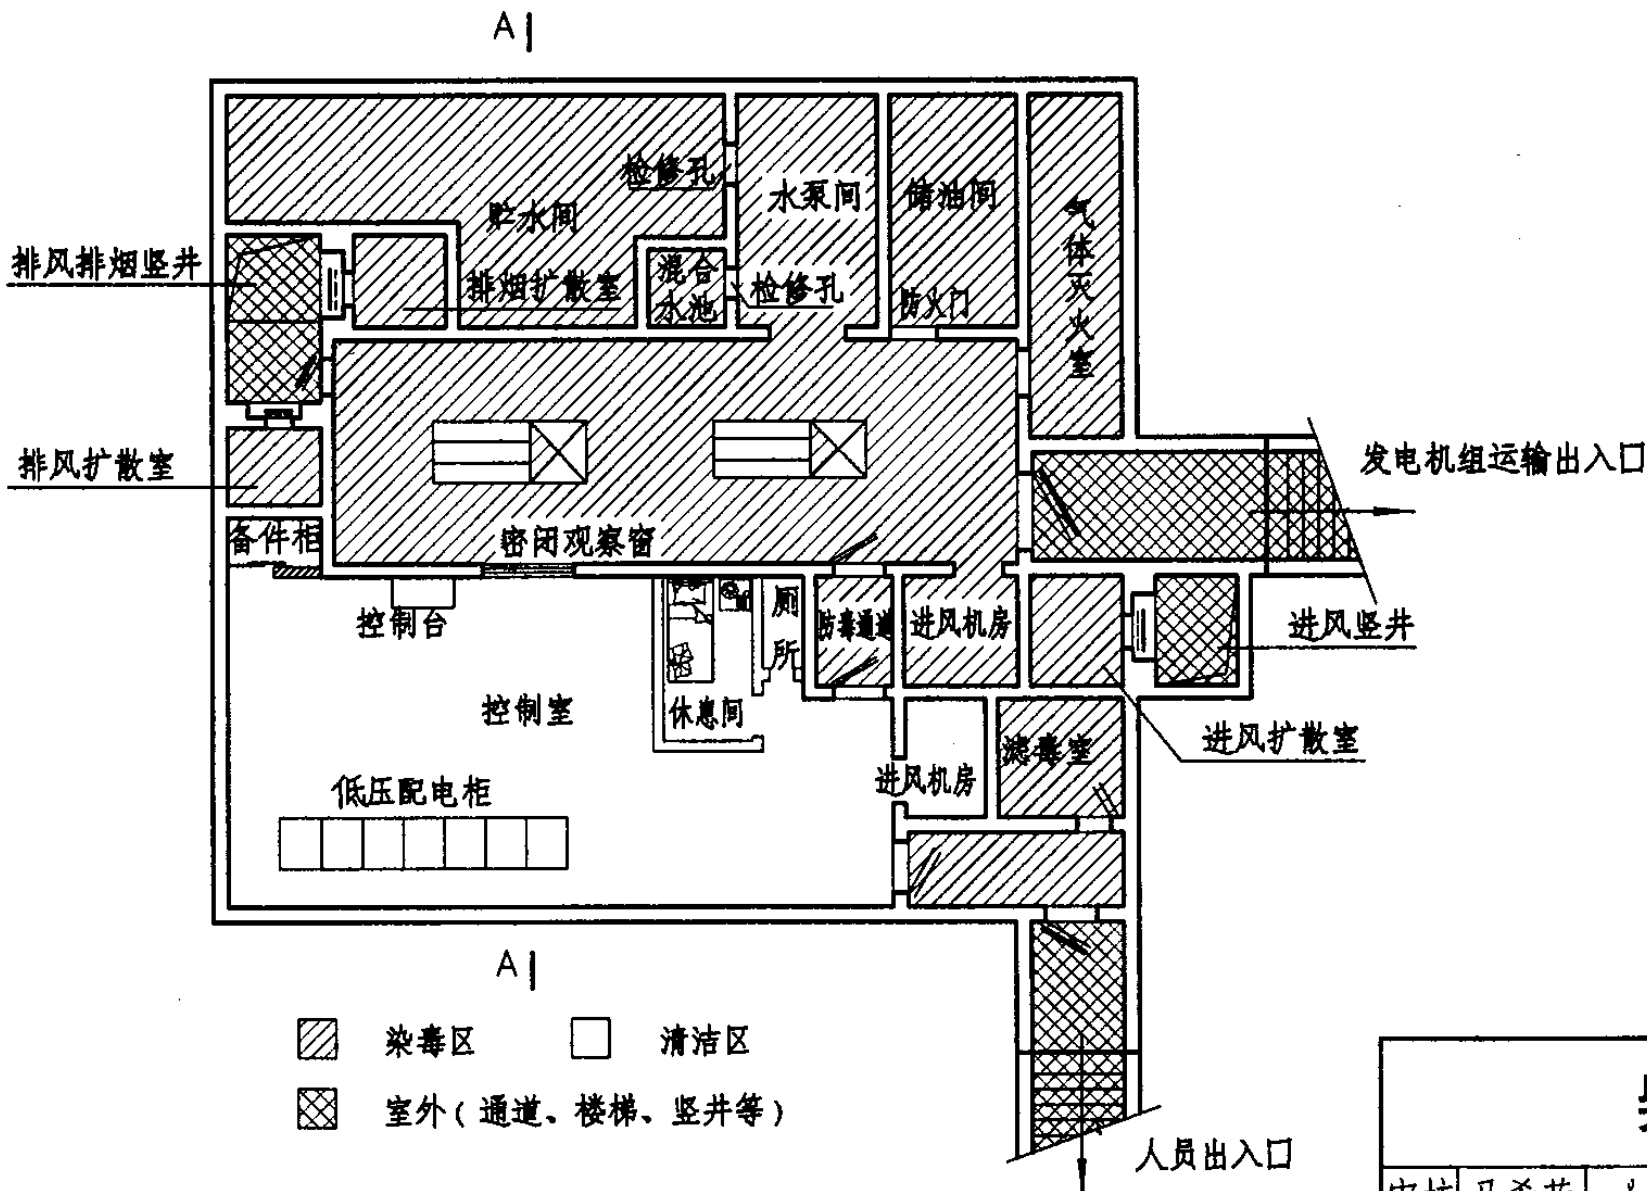 A
检修孔
贮水间
水泵间
储油间
气体灭火室
排风排烟竖井
排烟扩散室
混合水池
检修孔
防火门
排风扩散室
发电机组运输出入口
备件柜
密闭观察窗
控制台
厕所
防毒通道
进风机房
进风竖井
控制室
休息间
滤毒室
进风扩散室
进风机房
低压配电柜
A
染毒区
清洁区
室外(通道、楼梯、竖井等)
人员出入口